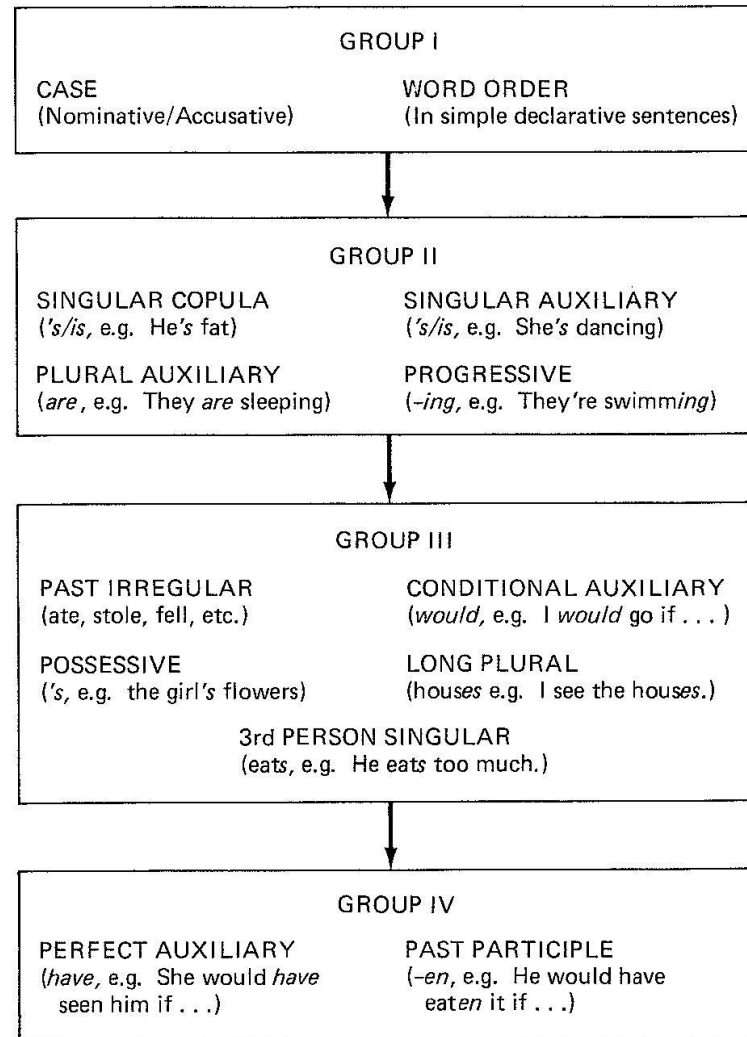 GROUP I
CASE WORD ORDER
(Nominative/Accusative) (In simple declarative sentences)
GROUP II
SINGULAR COPULA SINGULAR AUXILIARY
('s/is, e.g. He's fat) ('s/is, e.g. She's dancing)
PLURAL AUXILIARY PROGRESSIVE
(are, e.g. They are sleeping) (-ing, e.g. They're swimming)
GROUP III
PAST IRREGULAR CONDITIONAL AUXILIARY
(ate, stole, fell, etc.) (would, e.g. I would go if . . . )
POSSESSIVE LONG PLURAL
('s, e.g. the girl's flowers) (houses e.g. I see the houses.)
3rd PERSON SINGULAR
(eats, e.g. He eats too much.)
GROUP IV
PERFECT AUXILIARY PAST PARTICIPLE
(have, e.g. She would have (-en, e.g. He would have
seen him if . . .) eaten it if . . .)